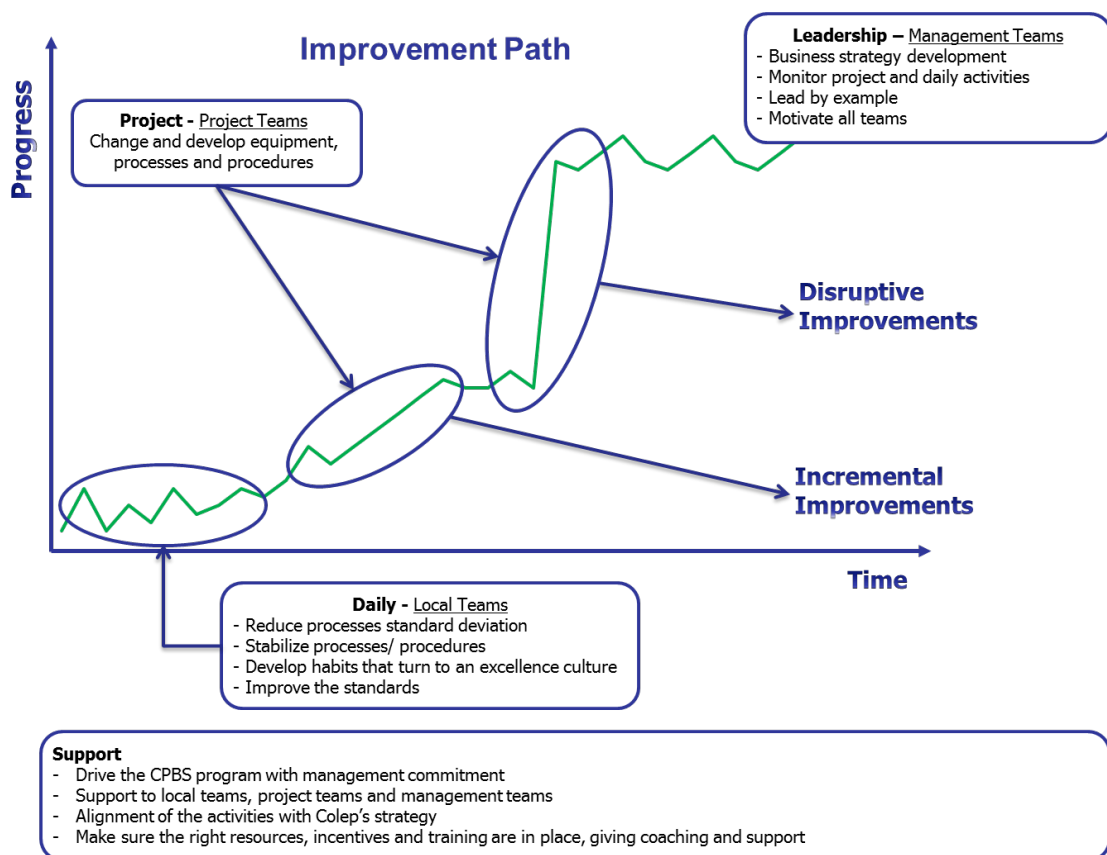 Improvement Path
Leadership – Management Teams
- Business strategy development
- Monitor project and daily activities
- Lead by example
- Motivate all teams
Project - Project Teams
Change and develop equipment,
processes and procedures
Progress
Disruptive
Improvements
Incremental
Improvements
Time
Daily - Local Teams
- Reduce processes standard deviation
- Stabilize processes/ procedures
- Develop habits that turn to an excellence culture
- Improve the standards
Support
- Drive the CPBS program with management commitment
- Support to local teams, project teams and management teams
- Alignment of the activities with Colep's strategy
- Make sure the right resources, incentives and training are in place, giving coaching and support